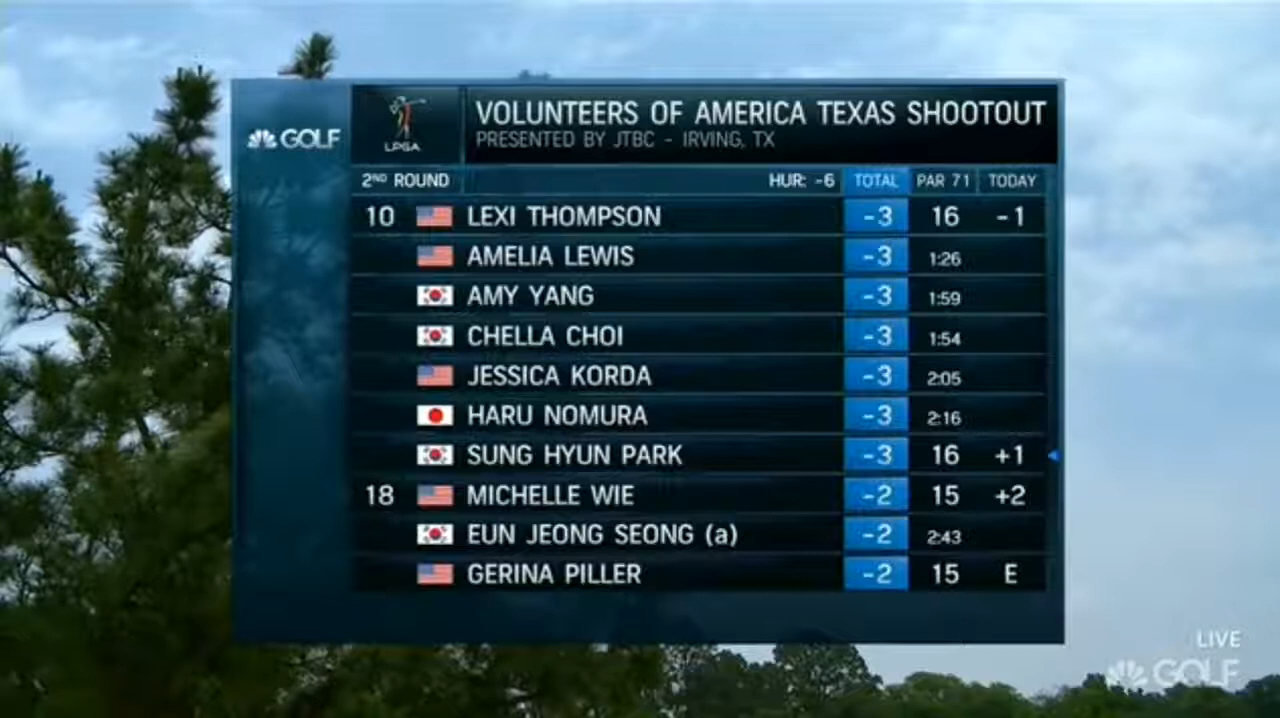 GOLF
LPGA
VOLUNTEERS OF AMERICA TEXAS SHOOTOUT
PRESENTED BY JTBC - IRVING, TX
2ND ROUND HUR: -6 TOTAL PAR 71 TODAY
10 LEXI THOMPSON -3 16 -1
AMELIA LEWIS -3 1:26
AMY YANG -3 1:59
CHELLA CHOI -3 1:54
JESSICA KORDA -3 2:05
HARU NOMURA -3 2:16
SUNG HYUN PARK -3 16 +1
18 MICHELLE WIE -2 15 +2
EUN JEONG SEONG (a) -2 2:43
GERINA PILLER -2 15 E
LIVE
GOLF